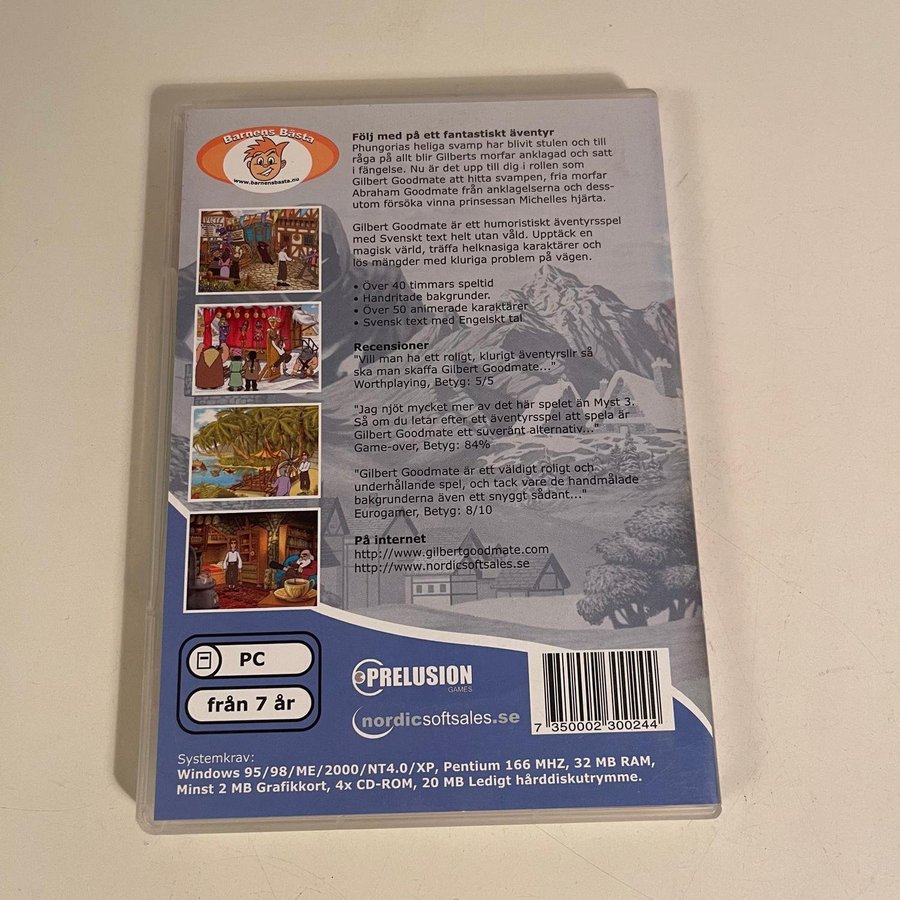 Barnens Bästa
www.barnensbasta.nu
Följ med på ett fantastiskt äventyr
Phungorias heliga svamp har blivit stulen och till
råga på allt blir Gilberts morfar anklagad och satt
i fängelse. Nu är det upp till dig i rollen som
Gilbert Goodmate att hitta svampen, fria morfar
Abraham Goodmate från anklagelserna och dess-
utom försöka vinna prinsessan Michelles hjärta.
Gilbert Goodmate är ett humoristiskt äventyrsspel
med Svenskt text helt utan våld. Upptäck en
magisk värld, träffa helknasiga karaktärer och
lös mängder med kluriga problem på vägen.
• Över 40 timmars speltid
• Handritade bakgrunder.
• Över 50 animerade karaktärer
• Svensk text med Engelskt tal
Recensioner
"Vill man ha ett roligt, klurigt äventyrslir så
ska man skaffa Gilbert Goodmate..."
Worthplaying, Betyg: 5/5
"Jag njöt mycket mer av det här spelet än Myst 3.
Så om du letar efter ett äventyrsspel att spela är
Gilbert Goodmate ett suveränt alternativ..."
Game-over, Betyg: 84%
"Gilbert Goodmate är ett väldigt roligt och
underhållande spel, och tack vare de handmålade
bakgrunderna även ett snyggt sådant..."
Eurogamer, Betyg: 8/10
På internet
http://www.gilbertgoodmate.com
http://www.nordicsoftsales.se
PC
från 7 år
PRELUSION
GAMES
nordicsoftsales.se
7 350002 300244
Systemkrav:
Windows 95/98/ME/2000/NT4.0/XP, Pentium 166 MHZ, 32 MB RAM,
Minst 2 MB Grafikkort, 4x CD-ROM, 20 MB Ledigt hårddiskutrymme.